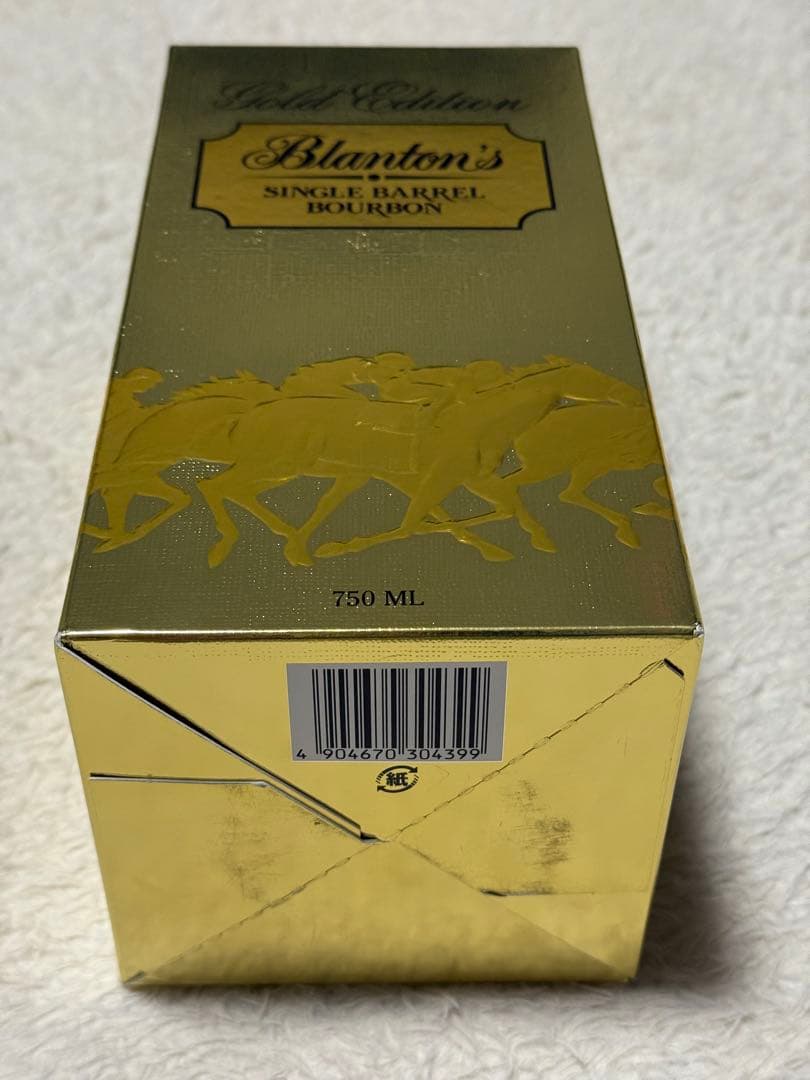 Gold Edition
Blanton's
SINGLE BARREL
BOURBON
750 ML
4 904670 304399
紙